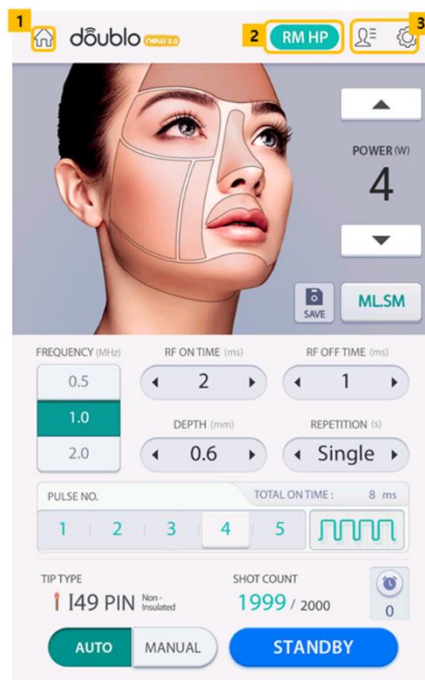 1
doublo new 2.0
2
RM HP
3
POWER (W)
4
SAVE
ML.SM
FREQUENCY (MHz)
RF ON TIME (ms)
RF OFF TIME (ms)
0.5
2
1
1.0
DEPTH (mm)
REPETITION (s)
2.0
0.6
Single
PULSE NO.
TOTAL ON TIME : 8 ms
1 2 3 4 5
TIP TYPE
SHOT COUNT
I49 PIN Non-
Insulated
1999 / 2000
0
AUTO
MANUAL
STANDBY